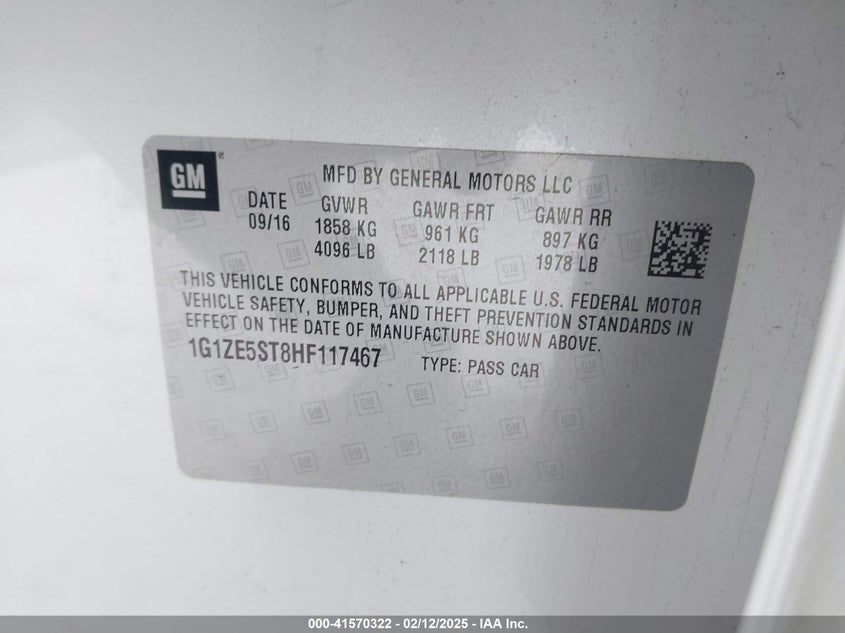 GM
MFD BY GENERAL MOTORS LLC
DATE GVWR GAWR FRT GAWR RR
09/16 1858 KG 961 KG 897 KG
4096 LB 2118 LB 1978 LB
THIS VEHICLE CONFORMS TO ALL APPLICABLE U.S. FEDERAL MOTOR
VEHICLE SAFETY, BUMPER, AND THEFT PREVENTION STANDARDS IN
EFFECT ON THE DATE OF MANUFACTURE SHOWN ABOVE.
1G1ZE5ST8HF117467 TYPE: PASS CAR
000-41570322 - 02/12/2025 - IAA Inc.